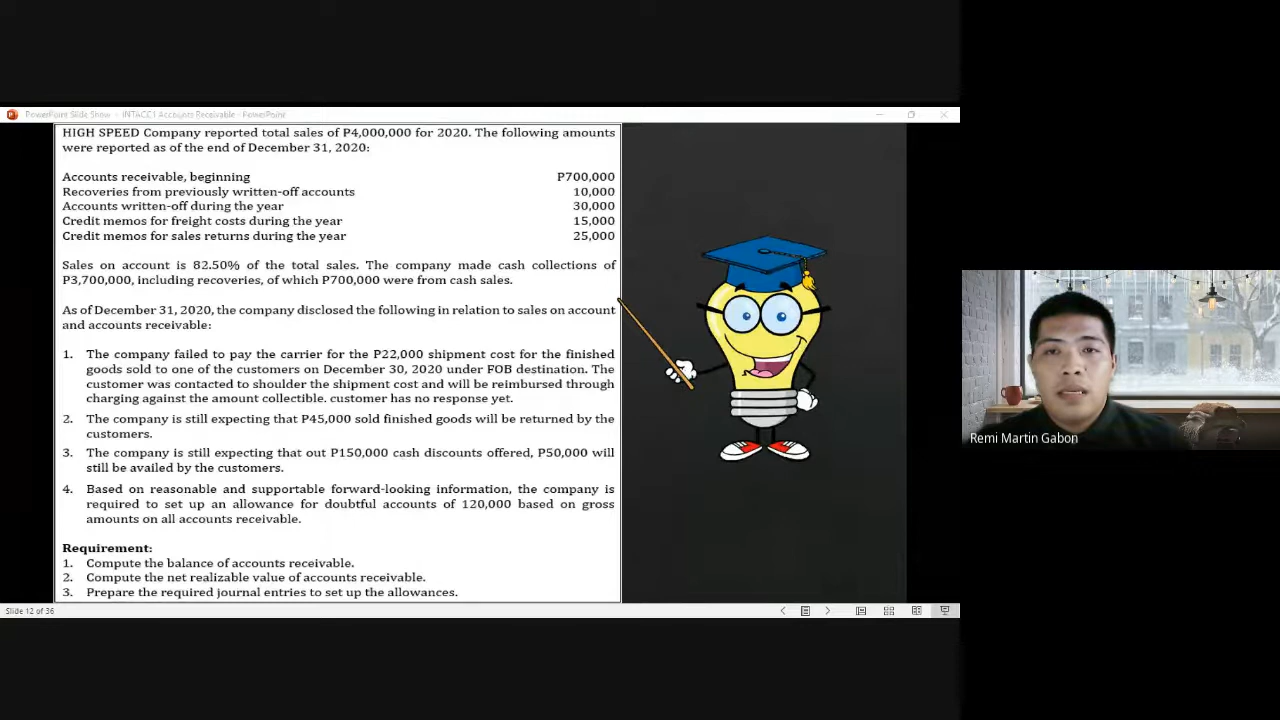 PowerPoint Slide Show - INTACC1 Accounts Receivable - PowerPoint
HIGH SPEED Company reported total sales of P4,000,000 for 2020. The following amounts
were reported as of the end of December 31, 2020:
Accounts receivable, beginning P700,000
Recoveries from previously written-off accounts 10,000
Accounts written-off during the year 30,000
Credit memos for freight costs during the year 15,000
Credit memos for sales returns during the year 25,000
Sales on account is 82.50% of the total sales. The company made cash collections of
P3,700,000, including recoveries, of which P700,000 were from cash sales.
As of December 31, 2020, the company disclosed the following in relation to sales on account
and accounts receivable:
1. The company failed to pay the carrier for the P22,000 shipment cost for the finished
goods sold to one of the customers on December 30, 2020 under FOB destination. The
customer was contacted to shoulder the shipment cost and will be reimbursed through
charging against the amount collectible. customer has no response yet.
2. The company is still expecting that P45,000 sold finished goods will be returned by the
customers.
3. The company is still expecting that out P150,000 cash discounts offered, P50,000 will
still be availed by the customers.
4. Based on reasonable and supportable forward-looking information, the company is
required to set up an allowance for doubtful accounts of 120,000 based on gross
amounts on all accounts receivable.
Requirement:
1. Compute the balance of accounts receivable.
2. Compute the net realizable value of accounts receivable.
3. Prepare the required journal entries to set up the allowances.
Slide 12 of 36
Remi Martin Gabon